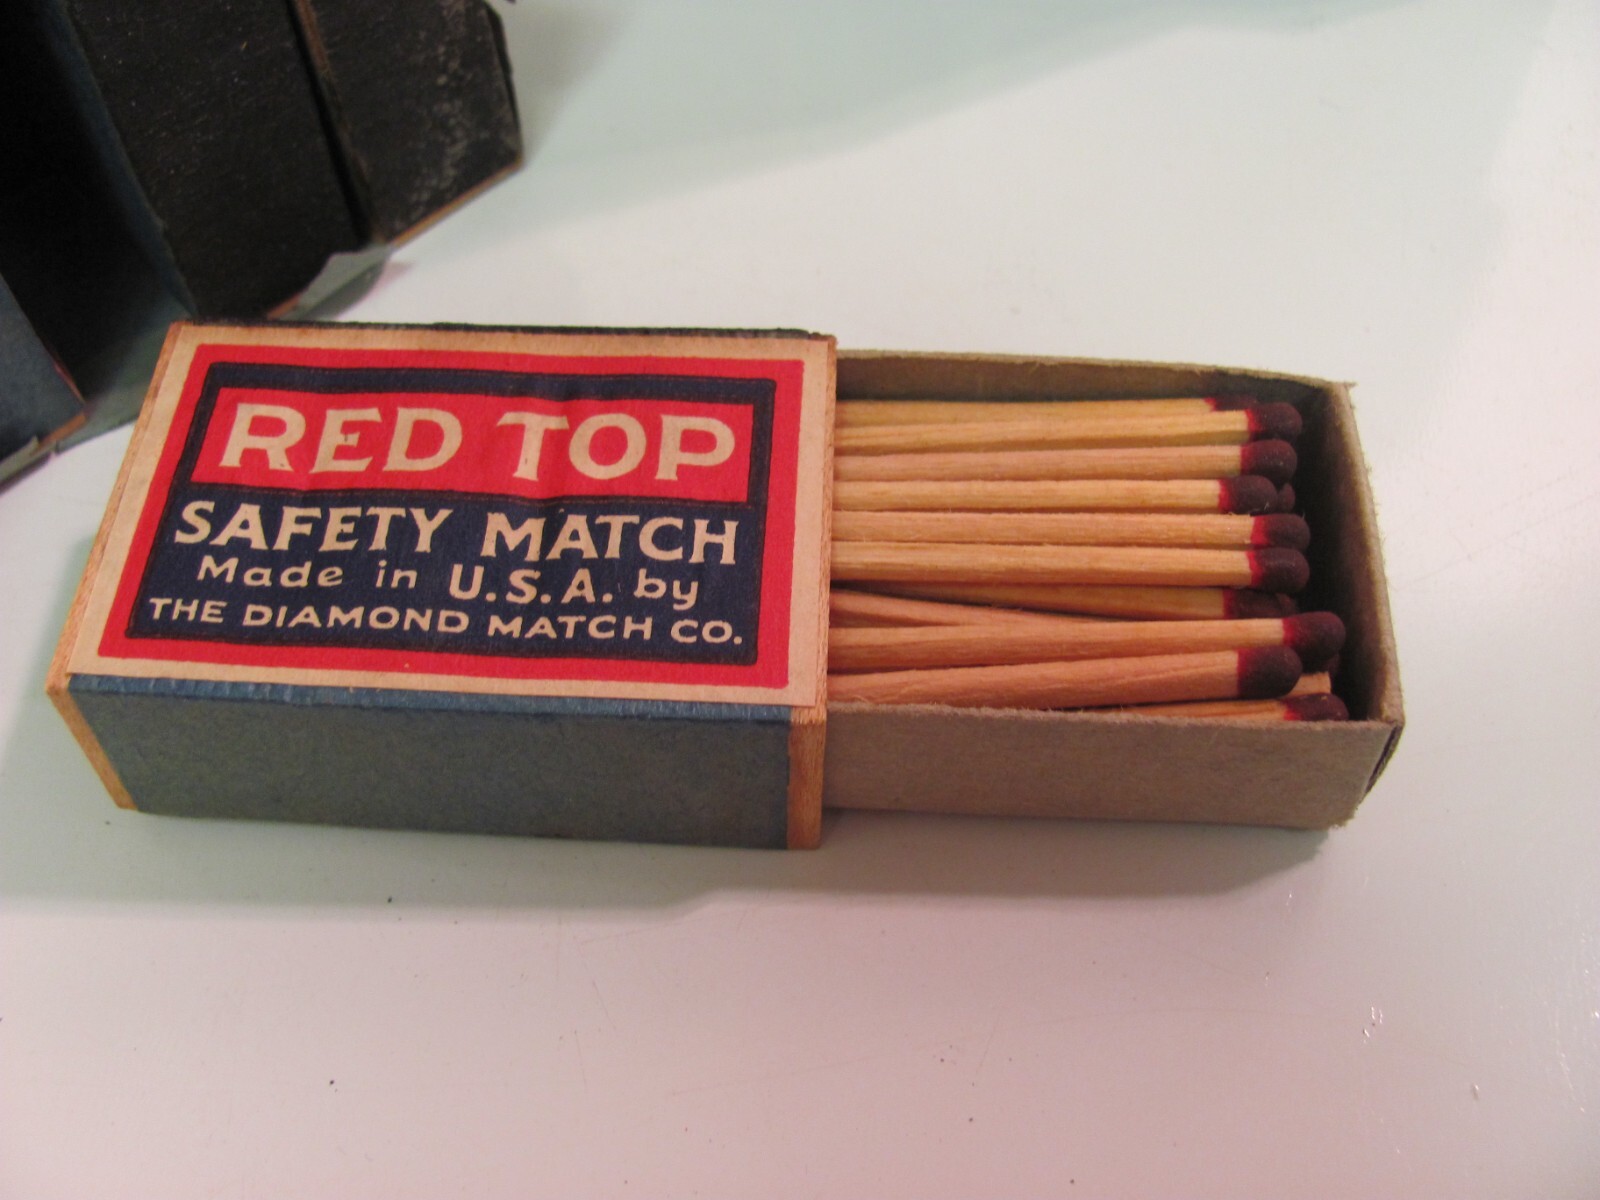 RED TOP
SAFETY MATCH
Made in U.S.A. by
THE DIAMOND MATCH CO.